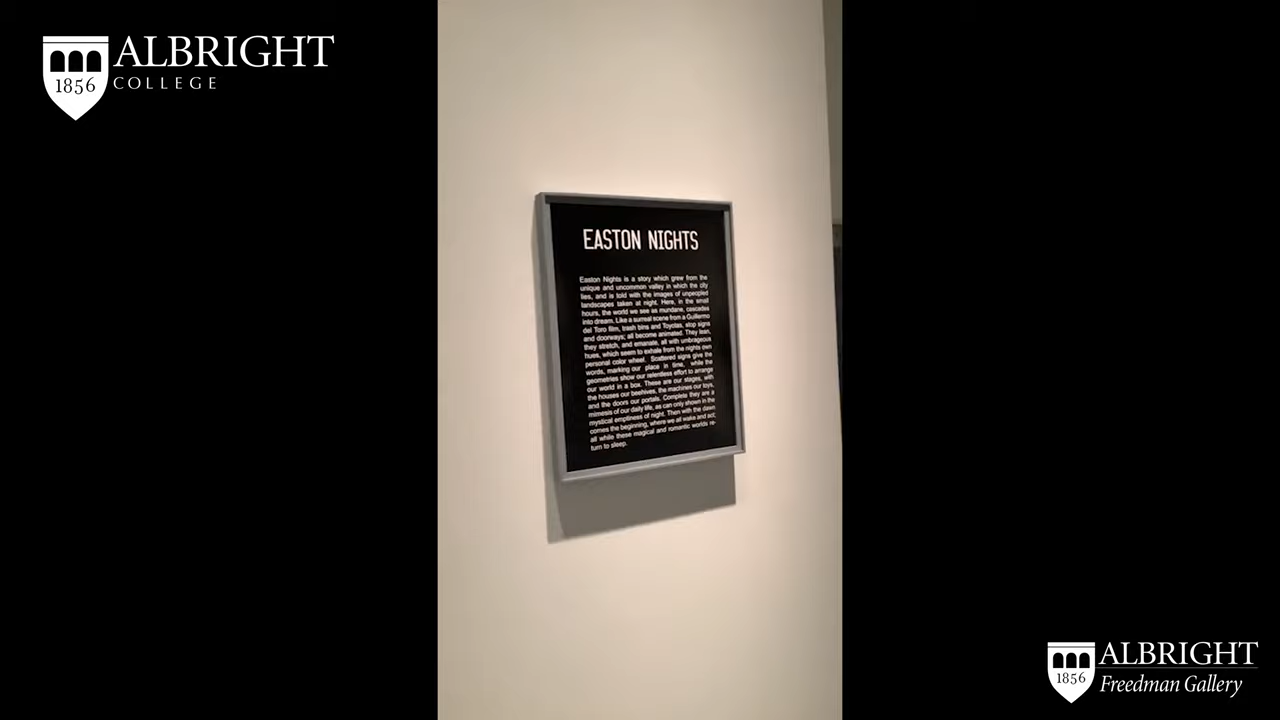 ALBRIGHT
COLLEGE
1856
EASTON NIGHTS
Easton Nights is a story which grew from the
unique and uncommon valley in which the city
lies, and is told with the images of unpeopled
landscapes taken at night. Here, in the small
hours, the world we see as mundane, cascades
into dream. Like a surreal scene from a Guillermo
del Toro film, trash bins and Toyotas, stop signs
and doorways; all become animated. They lean,
they stretch, and emanate, all with umbrageous
hues, which seem to exhale from the nights own
personal color wheel. Scattered signs give the
words, marking our place in time, while the
geometries show our relentless effort to arrange
our world in a box. These are our stages, with
the houses our beehives, the machines our toys,
and the doors our portals. Complete they are a
mimesis of our daily life, as can only shown in the
mystical emptiness of night. Then with the dawn
comes the beginning, where we all wake and act;
all while these magical and romantic worlds re-
turn to sleep.
ALBRIGHT
1856
Freedman Gallery